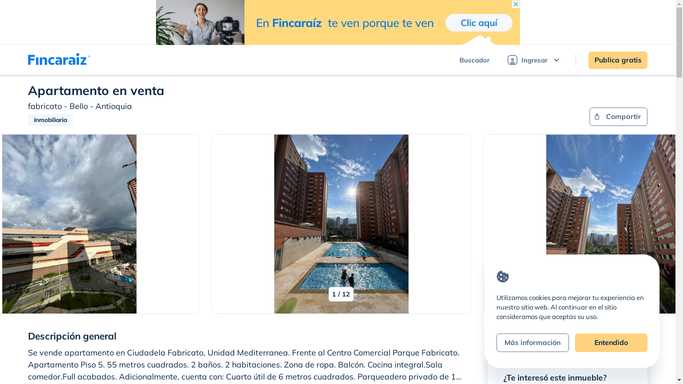 En Fincaraíz te ven porque te ven
Clic aquí
Fincaraiz
Buscador
Ingresar
Publica gratis
Apartamento en venta
fabricato - Bello - Antioquia
Inmobiliaria
Compartir
1 / 12
Utilizamos cookies para mejorar tu experiencia en
nuestro sitio web. Al continuar en el sitio
consideramos que aceptas su uso.
Más información
Entendido
Descripción general
Se vende apartamento en Ciudadela Fabricato, Unidad Mediterranea. Frente al Centro Comercial Parque Fabricato.
Apartamento Piso 5. 55 metros cuadrados. 2 baños. 2 habitaciones. Zona de ropa. Balcón. Cocina integral.Sala
comedor.Full acabados. Adicionalmente, cuenta con: Cuarto útil de 6 metros cuadrados. Parqueadero privado de 1...
¿Te interesó este inmueble?